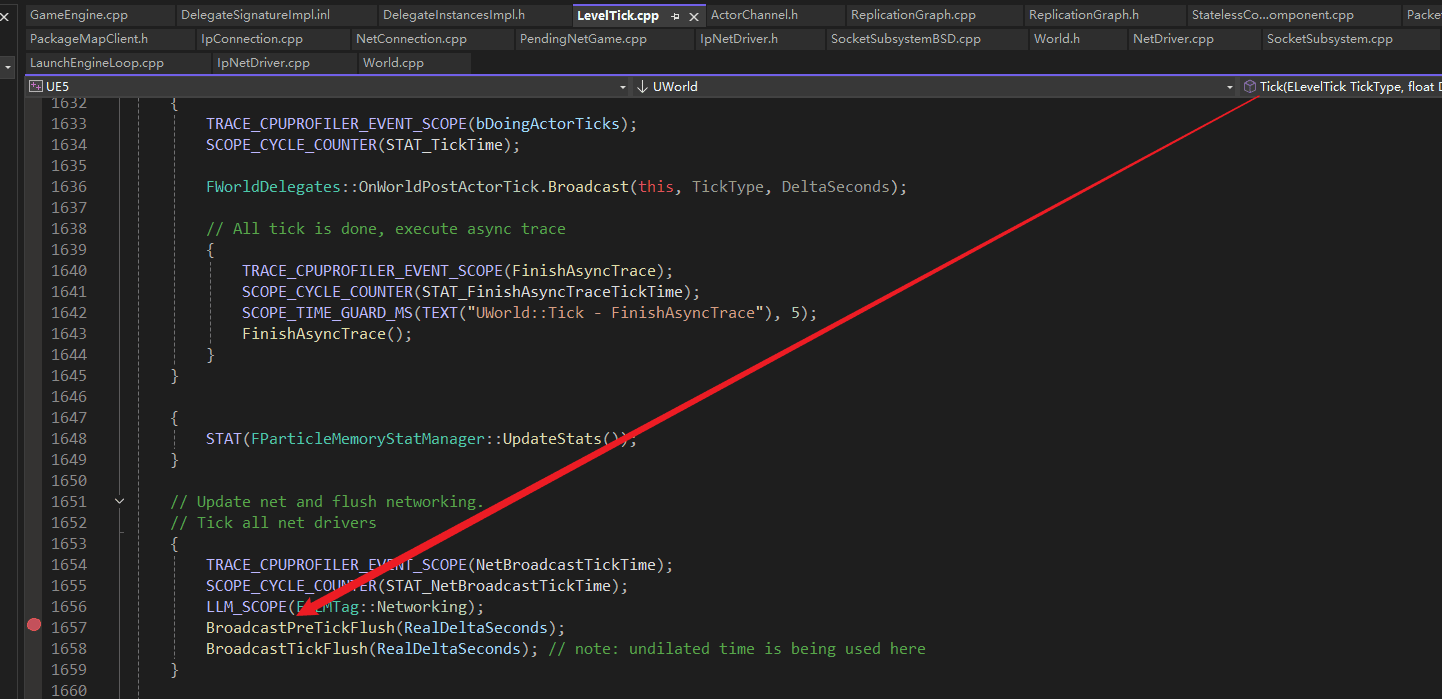 GameEngine.cpp DelegateSignatureImpl.inl DelegateInstancesImpl.h LevelTick.cpp ActorChannel.h ReplicationGraph.cpp ReplicationGraph.h StatelessCo...omponent.cpp Packe
PackageMapClient.h IpConnection.cpp NetConnection.cpp PendingNetGame.cpp IpNetDriver.h SocketSubsystemBSD.cpp World.h NetDriver.cpp SocketSubsystem.cpp
LaunchEngineLoop.cpp IpNetDriver.cpp World.cpp
UE5 UWorld Tick(ELevelTick TickType, float D
1632 {
1633 TRACE_CPUPROFILER_EVENT_SCOPE(bDoingActorTicks);
1634 SCOPE_CYCLE_COUNTER(STAT_TickTime);
1635
1636 FWorldDelegates::OnWorldPostActorTick.Broadcast(this, TickType, DeltaSeconds);
1637
1638 // All tick is done, execute async trace
1639 {
1640 TRACE_CPUPROFILER_EVENT_SCOPE(FinishAsyncTrace);
1641 SCOPE_CYCLE_COUNTER(STAT_FinishAsyncTraceTickTime);
1642 SCOPE_TIME_GUARD_MS(TEXT("UWorld::Tick - FinishAsyncTrace"), 5);
1643 FinishAsyncTrace();
1644 }
1645 }
1646
1647 {
1648 STAT(FParticleMemoryStatManager::UpdateStats());
1649 }
1650
1651 // Update net and flush networking.
1652 // Tick all net drivers
1653 {
1654 TRACE_CPUPROFILER_EVENT_SCOPE(NetBroadcastTickTime);
1655 SCOPE_CYCLE_COUNTER(STAT_NetBroadcastTickTime);
1656 LLM_SCOPE(ELLMTag::Networking);
1657 BroadcastPreTickFlush(RealDeltaSeconds);
1658 BroadcastTickFlush(RealDeltaSeconds); // note: undilated time is being used here
1659 }
1660